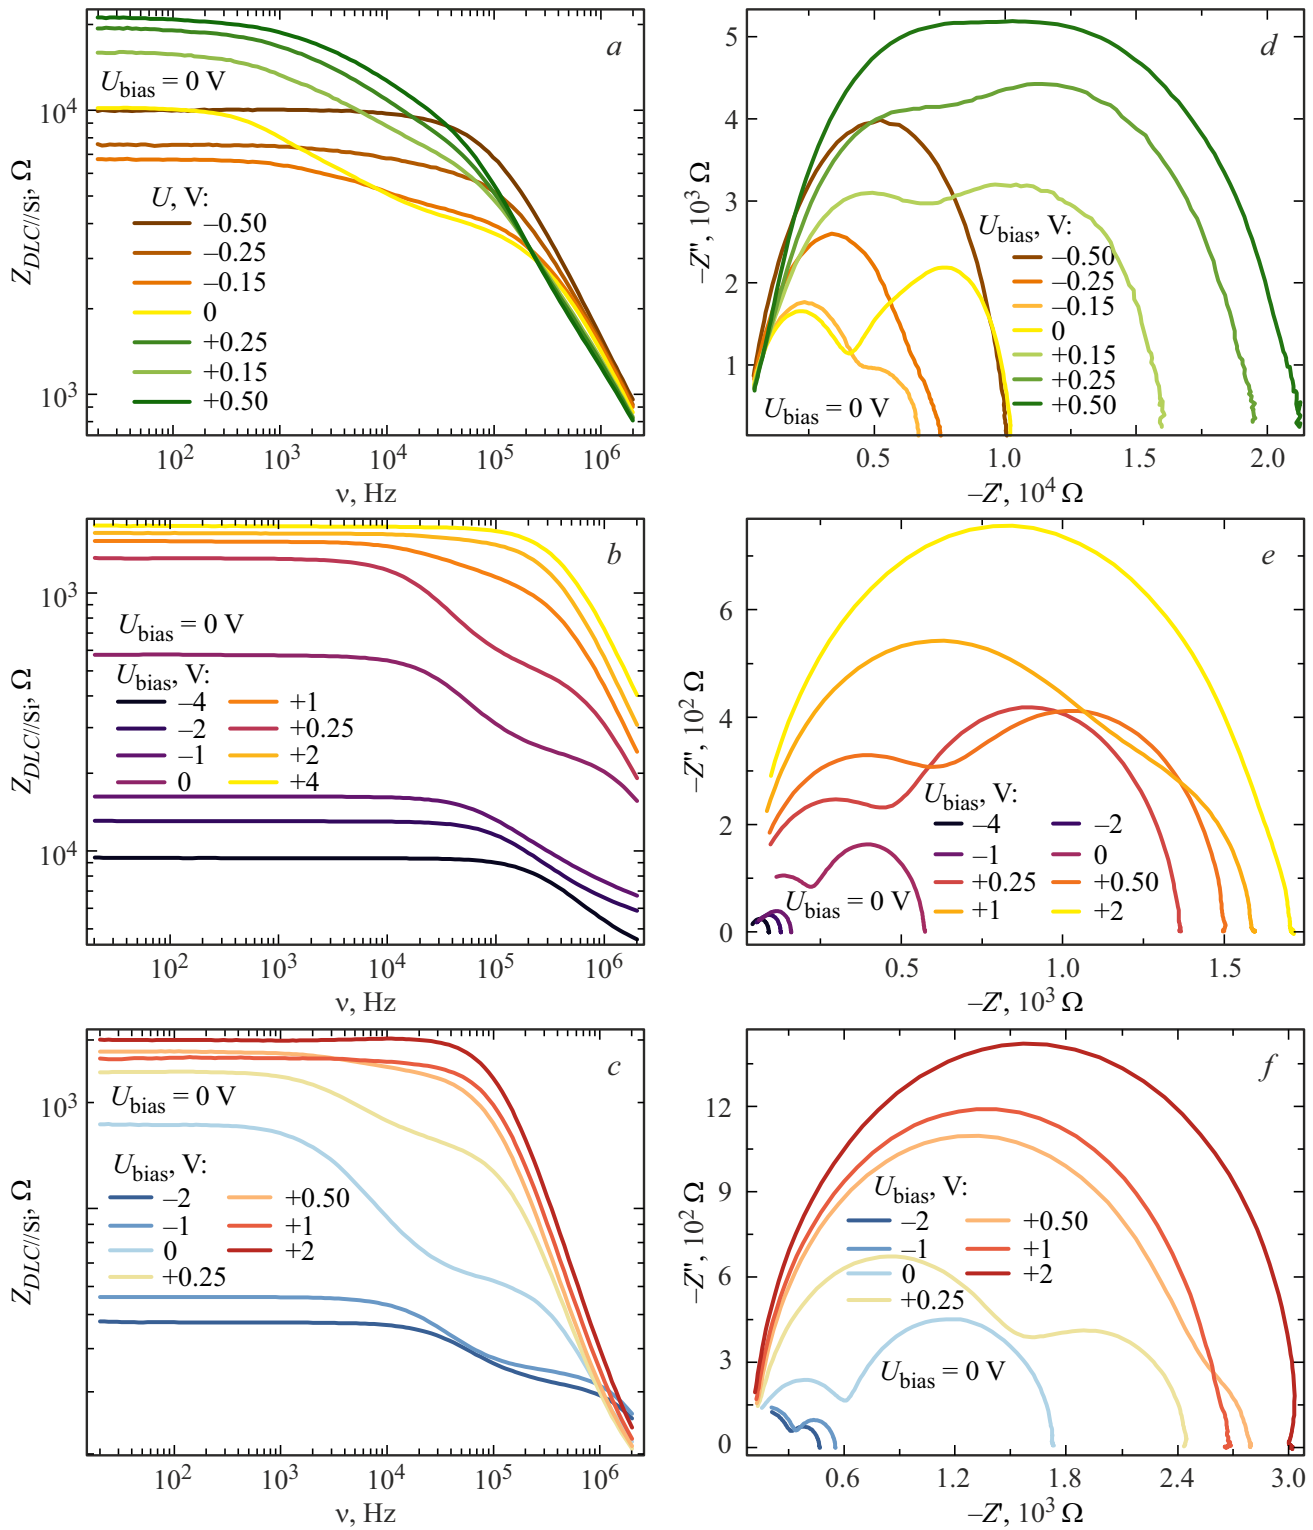 a
U_bias = 0 V
10^4
10^3
Z_DLC//Si, Ω
U, V:
–0.50
–0.25
–0.15
0
+0.25
+0.15
+0.50
10^2 10^3 10^4 10^5 10^6
ν, Hz
d
5
4
3
2
1
–Z'', 10^3 Ω
U_bias, V:
–0.50
–0.25
–0.15
0
+0.15
+0.25
+0.50
U_bias = 0 V
0.5 1.0 1.5 2.0
–Z', 10^4 Ω
b
10^3
10^4
Z_DLC//Si, Ω
U_bias = 0 V
U_bias, V:
–4 +1
–2 +0.25
–1 +2
0 +4
10^2 10^3 10^4 10^5 10^6
ν, Hz
e
6
4
2
0
–Z'', 10^2 Ω
U_bias, V:
–4 –2
–1 0
+0.25 +0.50
+1 +2
U_bias = 0 V
0.5 1.0 1.5
–Z', 10^3 Ω
c
10^3
Z_DLC//Si, Ω
U_bias = 0 V
U_bias, V:
–2 +0.50
–1 +1
0 +2
+0.25
10^2 10^3 10^4 10^5 10^6
ν, Hz
f
12
9
6
3
0
–Z'', 10^2 Ω
U_bias, V:
–2 +0.50
–1 +1
0 +2
+0.25
U_bias = 0 V
0.6 1.2 1.8 2.4 3.0
–Z', 10^3 Ω